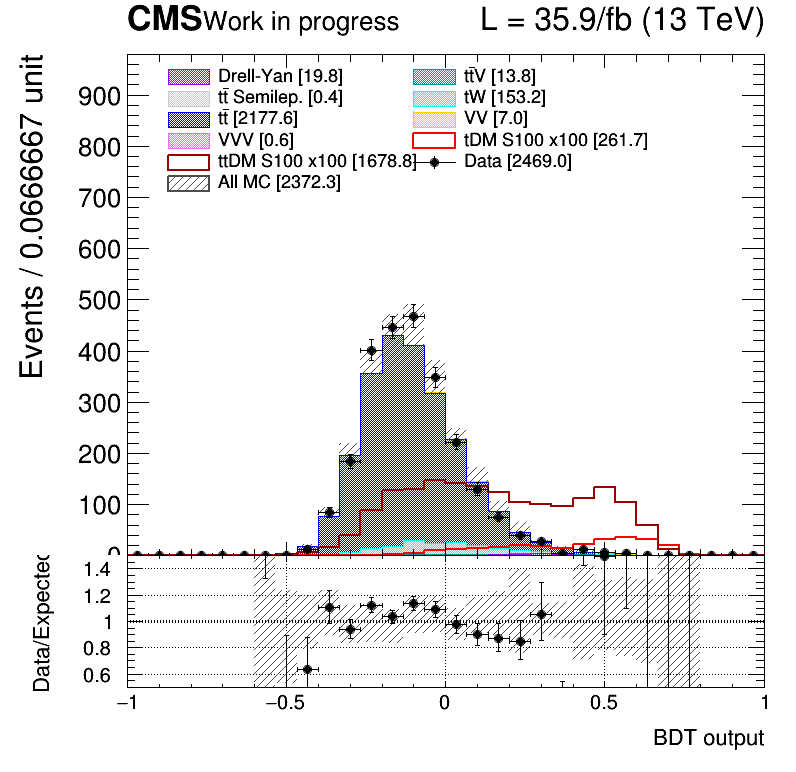 CMS Work in progress L = 35.9/fb (13 TeV)
Events / 0.0666667 unit
900
800
700
600
500
400
300
200
100
0
Drell-Yan [19.8]
tt̄ Semilep. [0.4]
tt̄ [2177.6]
VVV [0.6]
ttDM S100 x100 [1678.8]
All MC [2372.3]
tt̄V [13.8]
tW [153.2]
VV [7.0]
tDM S100 x100 [261.7]
Data [2469.0]
Data/Expected
1.4
1.2
1
0.8
0.6
−1 −0.5 0 0.5 1
BDT output